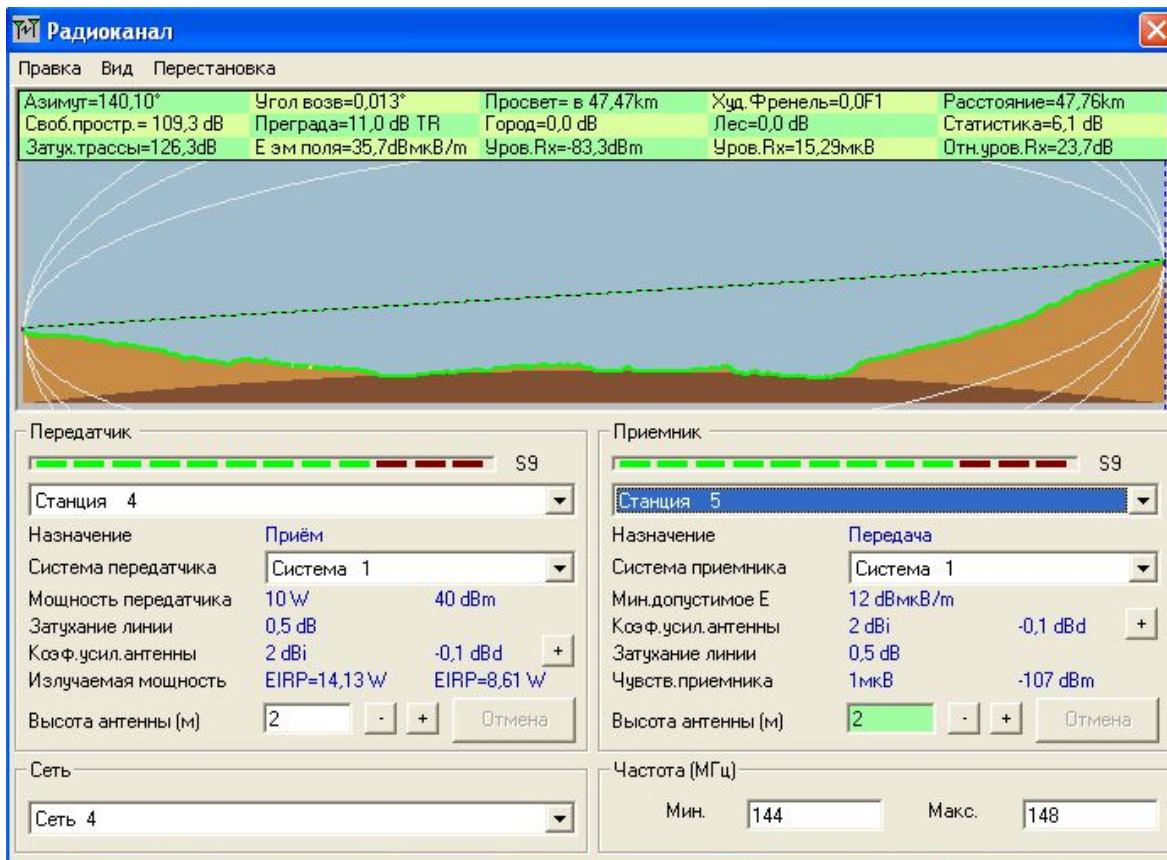 Радиоканал
Правка Вид Перестановка
Азимут=140,10° Угол возв=0,013° Просвет= в 47,47km Худ.Френель=0,0F1 Расстояние=47,76km
Своб.простр.= 109,3 dB Преграда=11,0 dB TR Город=0,0 dB Лес=0,0 dB Статистика=6,1 dB
Затух.трассы=126,3dB E эм поля=35,7dBмкВ/m Уров.Rx=-83,3dBm Уров.Rx=15,29мкВ Отн.уров.Rx=23,7dB
Передатчик
S9
Станция 4
Назначение Приём
Система передатчика Система 1
Мощность передатчика 10 W 40 dBm
Затухание линии 0,5 dB
Коэф.усил.антенны 2 dBi -0,1 dBd +
Излучаемая мощность EIRP=14,13 W EIRP=8,61 W
Высота антенны (м) 2 - + Отмена
Приемник
S9
Станция 5
Назначение Передача
Система приемника Система 1
Мин.допустимое E 12 dBмкВ/m
Коэф.усил.антенны 2 dBi -0,1 dBd +
Затухание линии 0,5 dB
Чувств.приемника 1мкВ -107 dBm
Высота антенны (м) 2 - + Отмена
Сеть
Сеть 4
Частота (МГц)
Мин. 144 Макс. 148